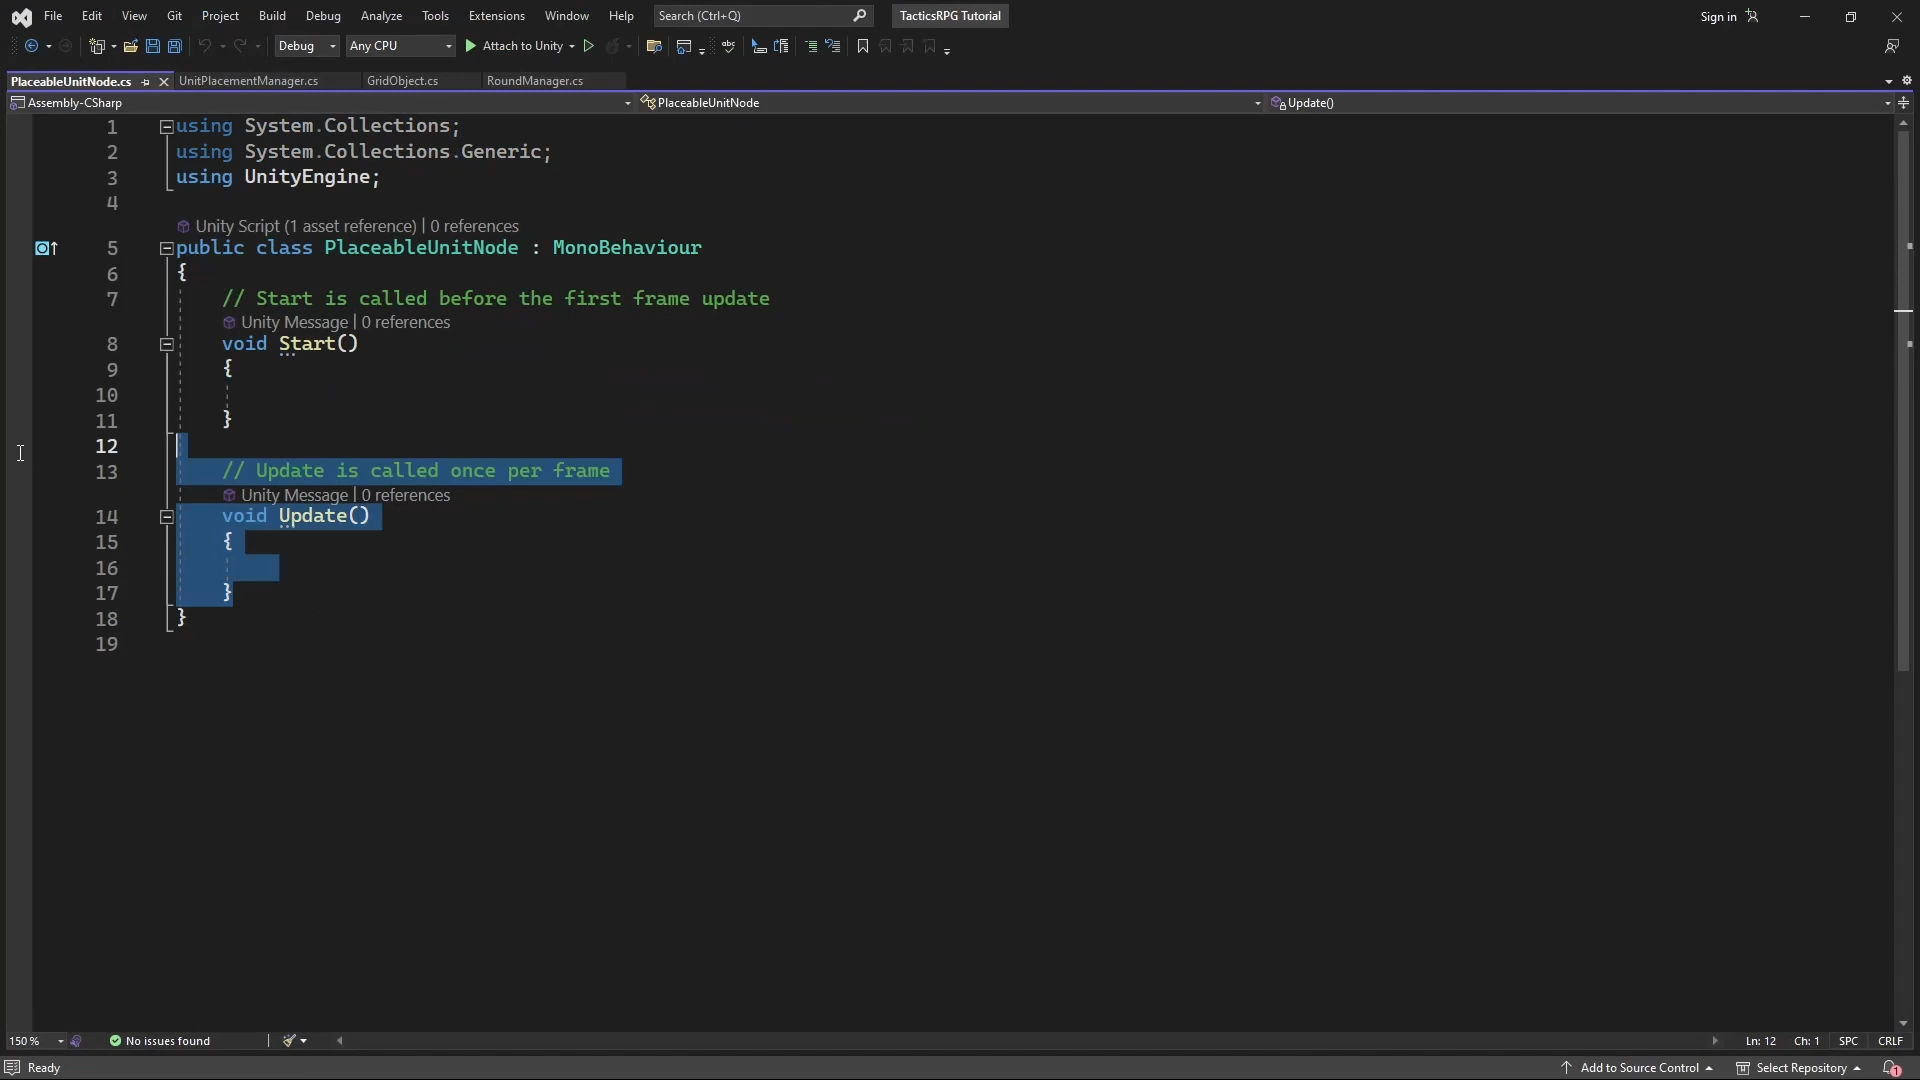 File Edit View Git Project Build Debug Analyze Tools Extensions Window Help Search (Ctrl+Q) TacticsRPG Tutorial Sign in
Debug Any CPU Attach to Unity
PlaceableUnitNode.cs UnitPlacementManager.cs GridObject.cs RoundManager.cs
Assembly-CSharp PlaceableUnitNode Update()
1 using System.Collections;
2 using System.Collections.Generic;
3 using UnityEngine;
4
Unity Script (1 asset reference) | 0 references
5 public class PlaceableUnitNode : MonoBehaviour
6 {
7 // Start is called before the first frame update
Unity Message | 0 references
8 void Start()
9 {
10
11 }
12
13 // Update is called once per frame
Unity Message | 0 references
14 void Update()
15 {
16
17 }
18 }
19
150 % No issues found Ln: 12 Ch: 1 SPC CRLF
Ready Add to Source Control Select Repository 1